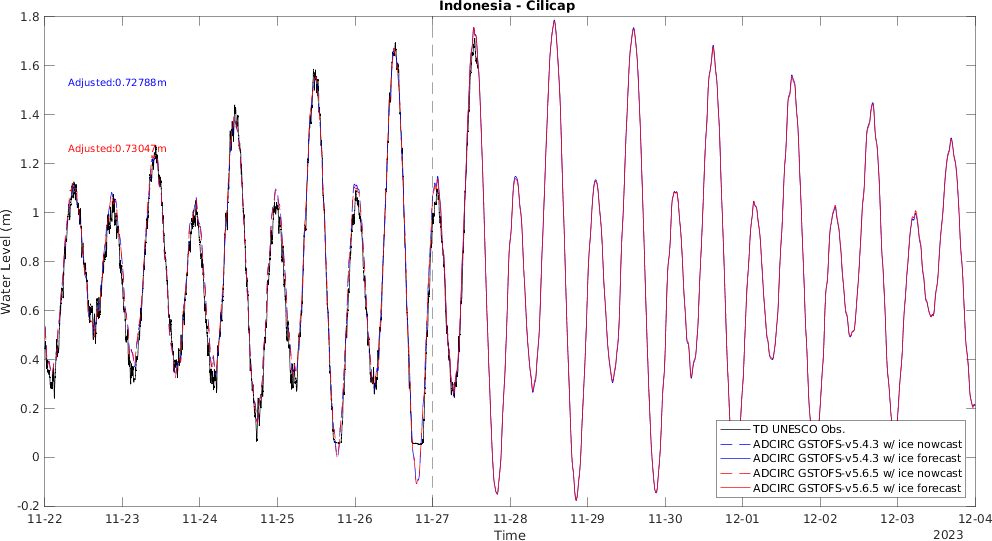 Indonesia - Cilicap
1.8
1.6
1.4
1.2
1
0.8
0.6
0.4
0.2
0
-0.2
Water Level (m)
Adjusted:0.72788m
Adjusted:0.73047m
TD UNESCO Obs.
ADCIRC GSTOFS-v5.4.3 w/ ice nowcast
ADCIRC GSTOFS-v5.4.3 w/ ice forecast
ADCIRC GSTOFS-v5.6.5 w/ ice nowcast
ADCIRC GSTOFS-v5.6.5 w/ ice forecast
11-22 11-23 11-24 11-25 11-26 11-27 11-28 11-29 11-30 12-01 12-02 12-03 12-04
Time
2023